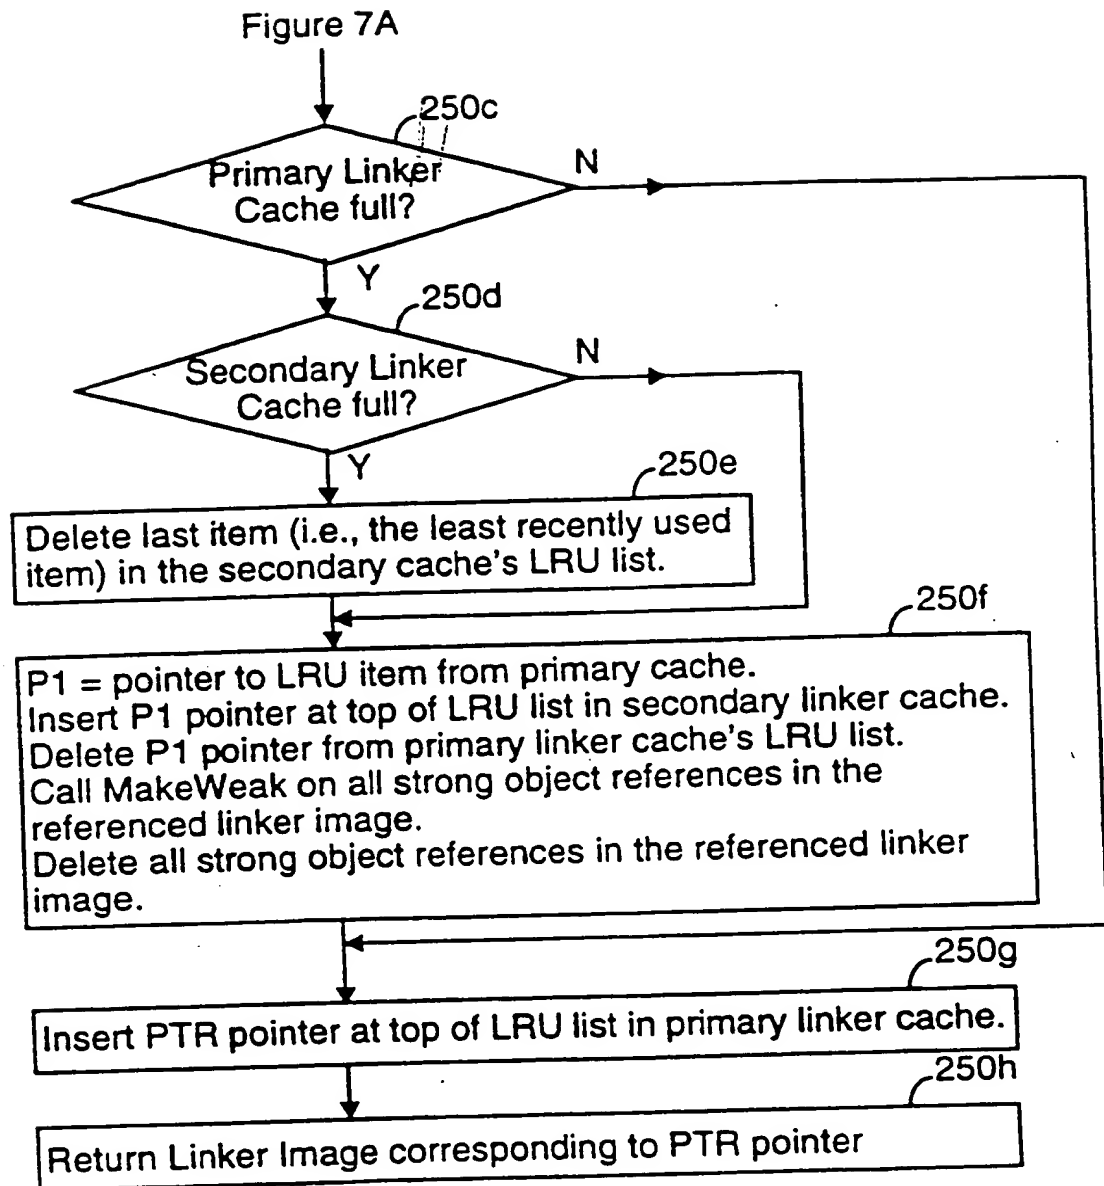 Figure 7A
250c
Primary Linker
Cache full?
N
Y
250d
Secondary Linker
Cache full?
N
Y
250e
Delete last item (i.e., the least recently used
item) in the secondary cache's LRU list.
250f
P1 = pointer to LRU item from primary cache.
Insert P1 pointer at top of LRU list in secondary linker cache.
Delete P1 pointer from primary linker cache's LRU list.
Call MakeWeak on all strong object references in the
referenced linker image.
Delete all strong object references in the referenced linker
image.
250g
Insert PTR pointer at top of LRU list in primary linker cache.
250h
Return Linker Image corresponding to PTR pointer